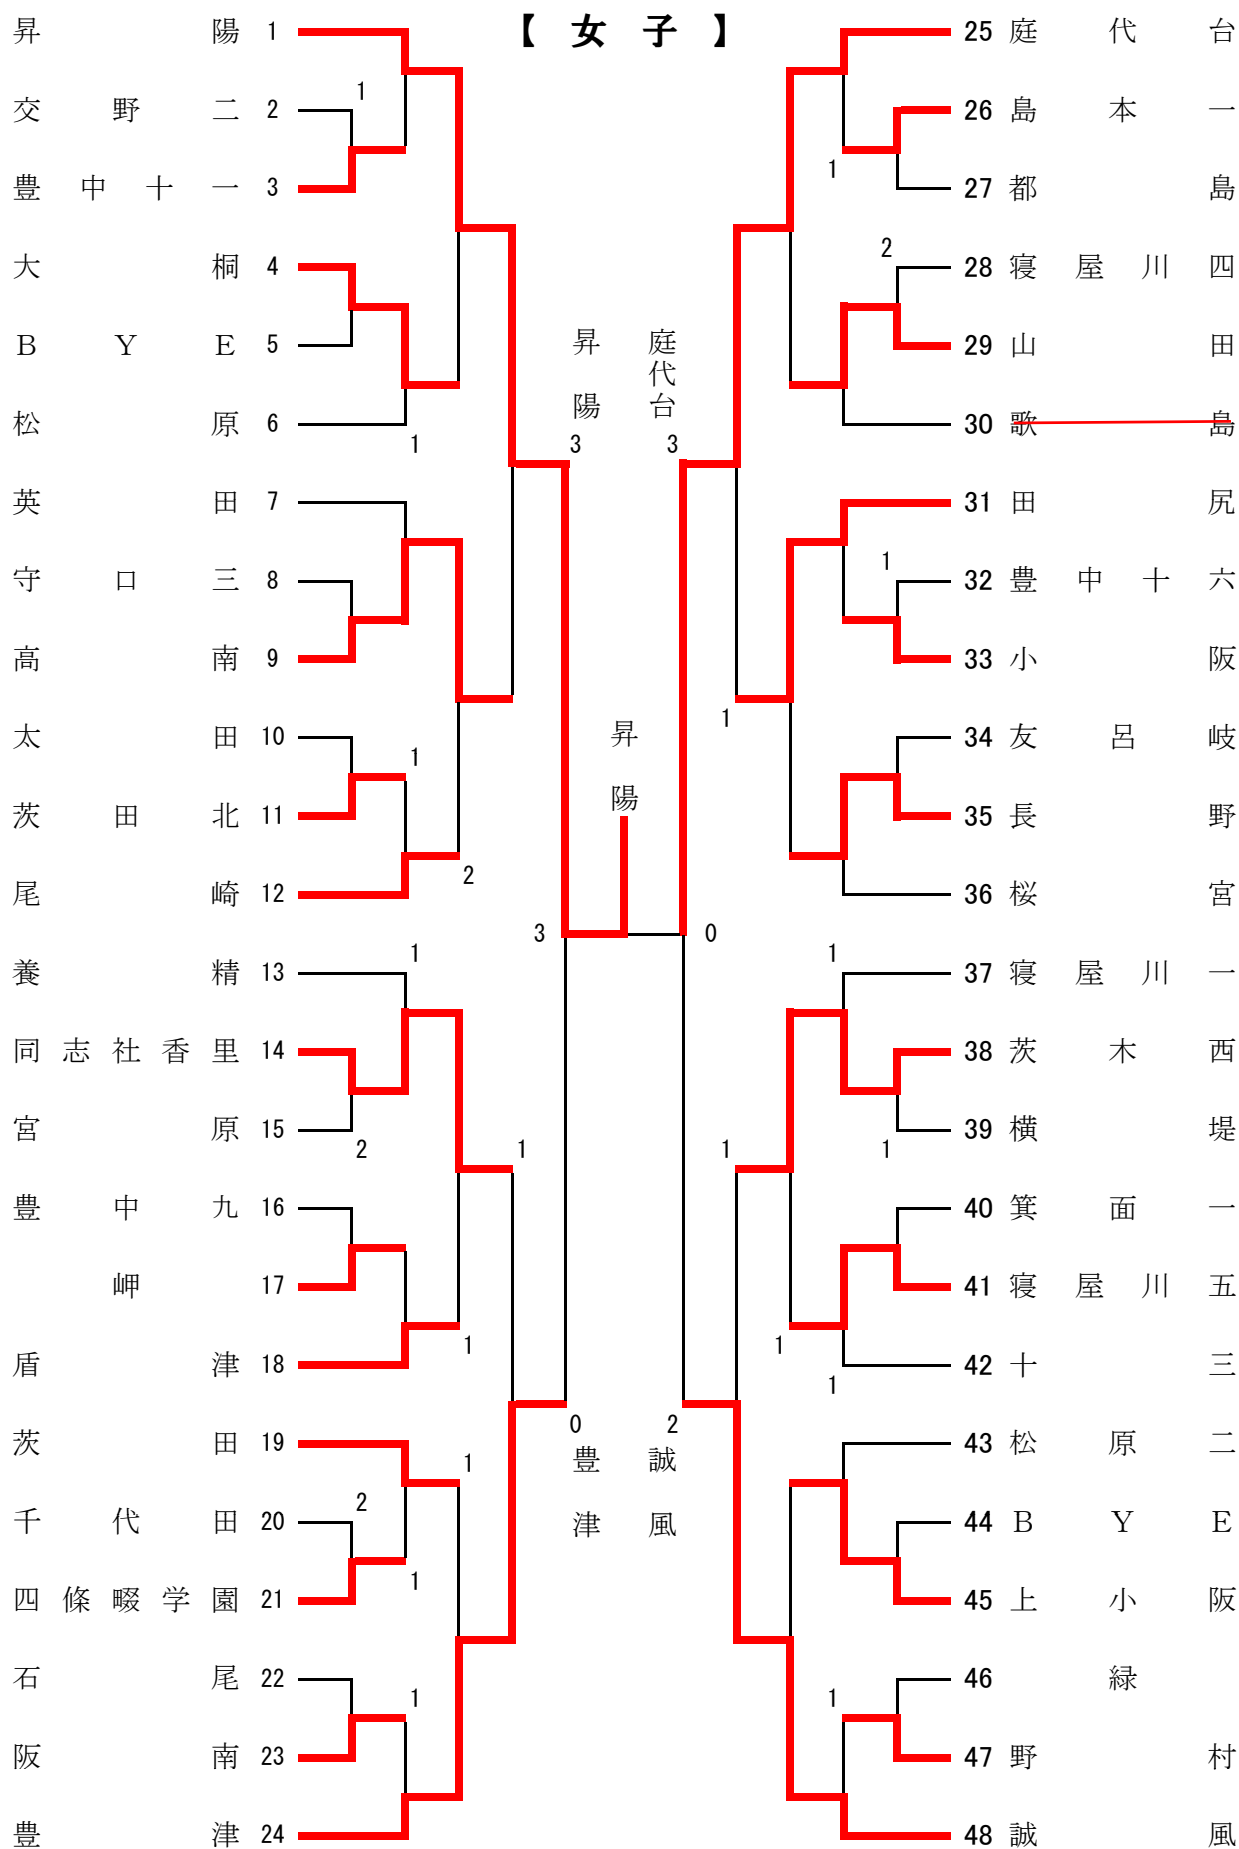 【 女 子 】
昇陽 1
1
交野二 2
豊中十一 3
大桐 4
BYE 5
松原 6
1
英田 7
守口三 8
高南 9
太田 10
1
茨田北 11
2
尾崎 12
1
養精 13
同志社香里 14
宮原 15
2
1
豊中九 16
岬 17
1
盾津 18
茨田 19
1
2
千代田 20
1
四條畷学園 21
石尾 22
1
阪南 23
豊津 24
昇陽
庭代台
3
3
昇陽
3
0
0
2
豊津
誠風
25 庭代台
26 島本一
1
27 都島
2
28 寝屋川四
29 山田
30 歌島
31 田尻
1
32 豊中十六
33 小阪
1
34 友呂岐
35 長野
36 桜宮
1
37 寝屋川一
38 茨木西
39 横堤
1
1
40 箕面一
41 寝屋川五
1
42 十三
1
43 松原二
44 BYE
45 上小阪
46 緑
1
47 野村
48 誠風